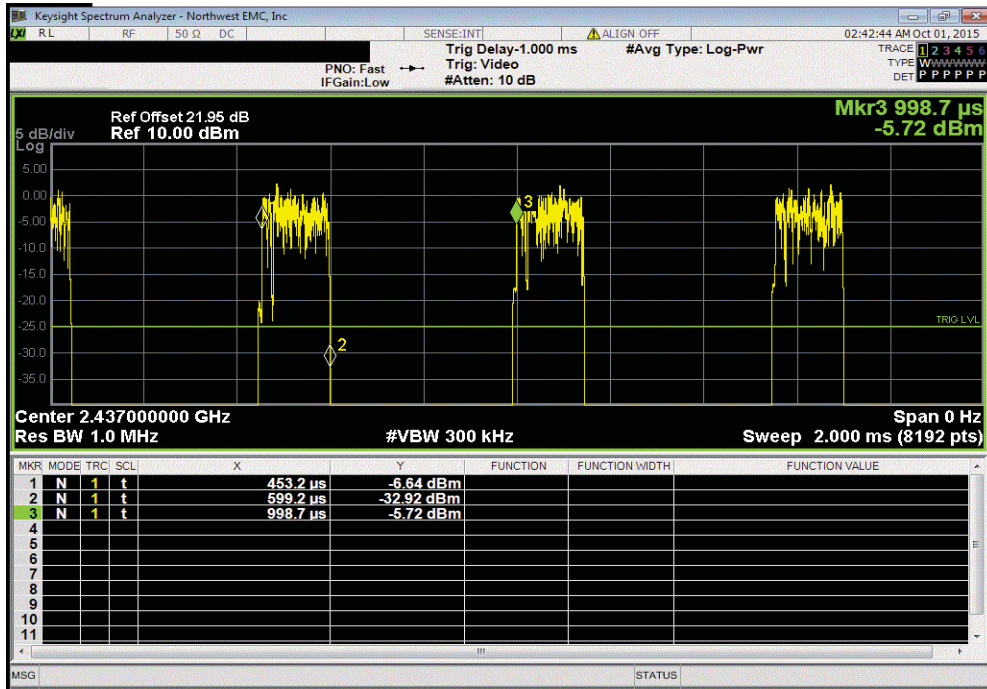 Keysight Spectrum Analyzer - Northwest EMC, Inc
LXI RL RF 50 Ω DC SENSE:INT ALIGN OFF 02:42:44 AM Oct 01, 2015
Trig Delay-1.000 ms #Avg Type: Log-Pwr TRACE 1 2 3 4 5 6
PNO: Fast Trig: Video TYPE WWWWWW
IFGain:Low #Atten: 10 dB DET P P P P P P
Mkr3 998.7 µs
-5.72 dBm
Ref Offset 21.95 dB
5 dB/div Ref 10.00 dBm
Log
5.00
0.00
-5.00
-10.0
-15.0
-20.0
-25.0
-30.0
-35.0
3
2
TRIG LVL
Center 2.437000000 GHz Span 0 Hz
Res BW 1.0 MHz #VBW 300 kHz Sweep 2.000 ms (8192 pts)
MKR MODE TRC SCL X Y FUNCTION FUNCTION WIDTH FUNCTION VALUE
1 N 1 t 453.2 µs -6.64 dBm
2 N 1 t 599.2 µs -32.92 dBm
3 N 1 t 998.7 µs -5.72 dBm
4
5
6
7
8
9
10
11
MSG STATUS